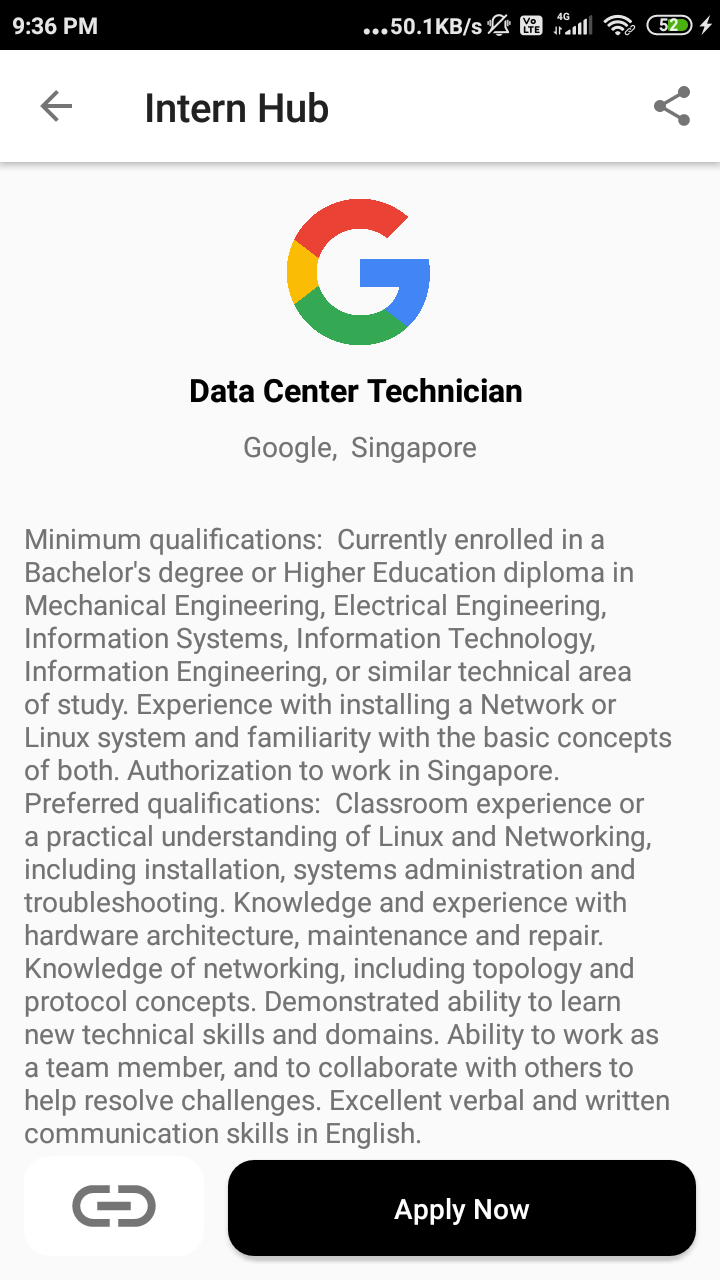 9:36 PM ...50.1KB/s Vo LTE 4G 52
Intern Hub
Data Center Technician
Google,  Singapore
Minimum qualifications:  Currently enrolled in a
Bachelor's degree or Higher Education diploma in
Mechanical Engineering, Electrical Engineering,
Information Systems, Information Technology,
Information Engineering, or similar technical area
of study. Experience with installing a Network or
Linux system and familiarity with the basic concepts
of both. Authorization to work in Singapore.
Preferred qualifications:  Classroom experience or
a practical understanding of Linux and Networking,
including installation, systems administration and
troubleshooting. Knowledge and experience with
hardware architecture, maintenance and repair.
Knowledge of networking, including topology and
protocol concepts. Demonstrated ability to learn
new technical skills and domains. Ability to work as
a team member, and to collaborate with others to
help resolve challenges. Excellent verbal and written
communication skills in English.
Apply Now